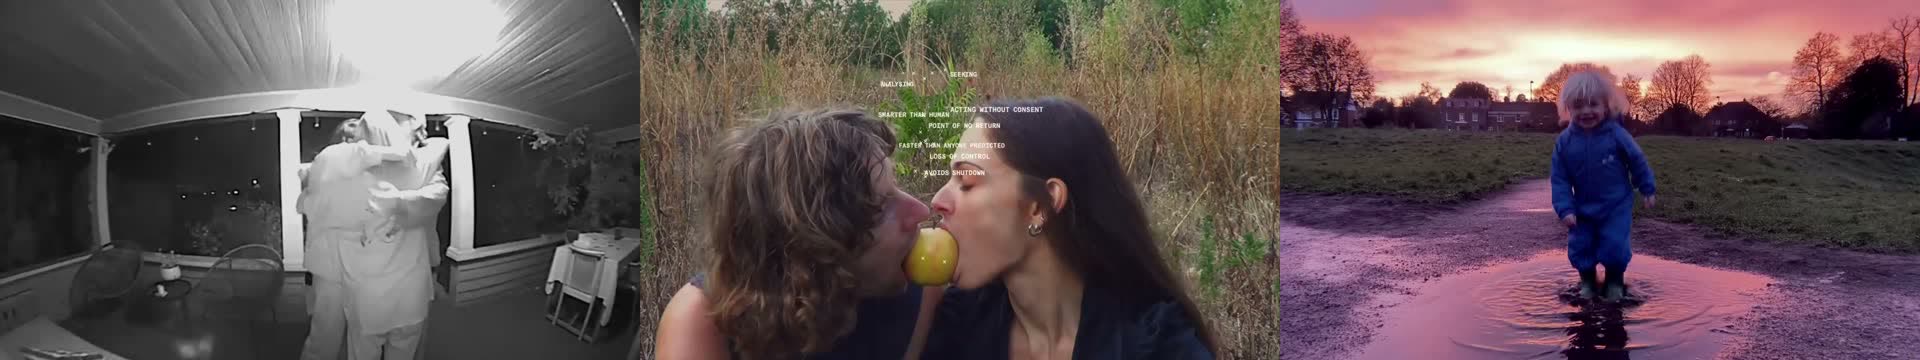 SEEKING
ANALYSING
ACTING WITHOUT CONSENT
SMARTER THAN HUMAN
POINT OF NO RETURN
FASTER THAN ANYONE PREDICTED
LOSS OF CONTROL
AVOIDS SHUTDOWN